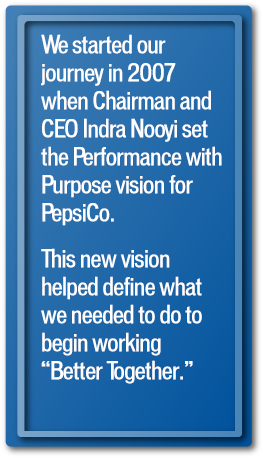 We started our
journey in 2007
when Chairman and
CEO Indra Nooyi set
the Performance with
Purpose vision for
PepsiCo.
This new vision
helped define what
we needed to do to
begin working
“Better Together.”